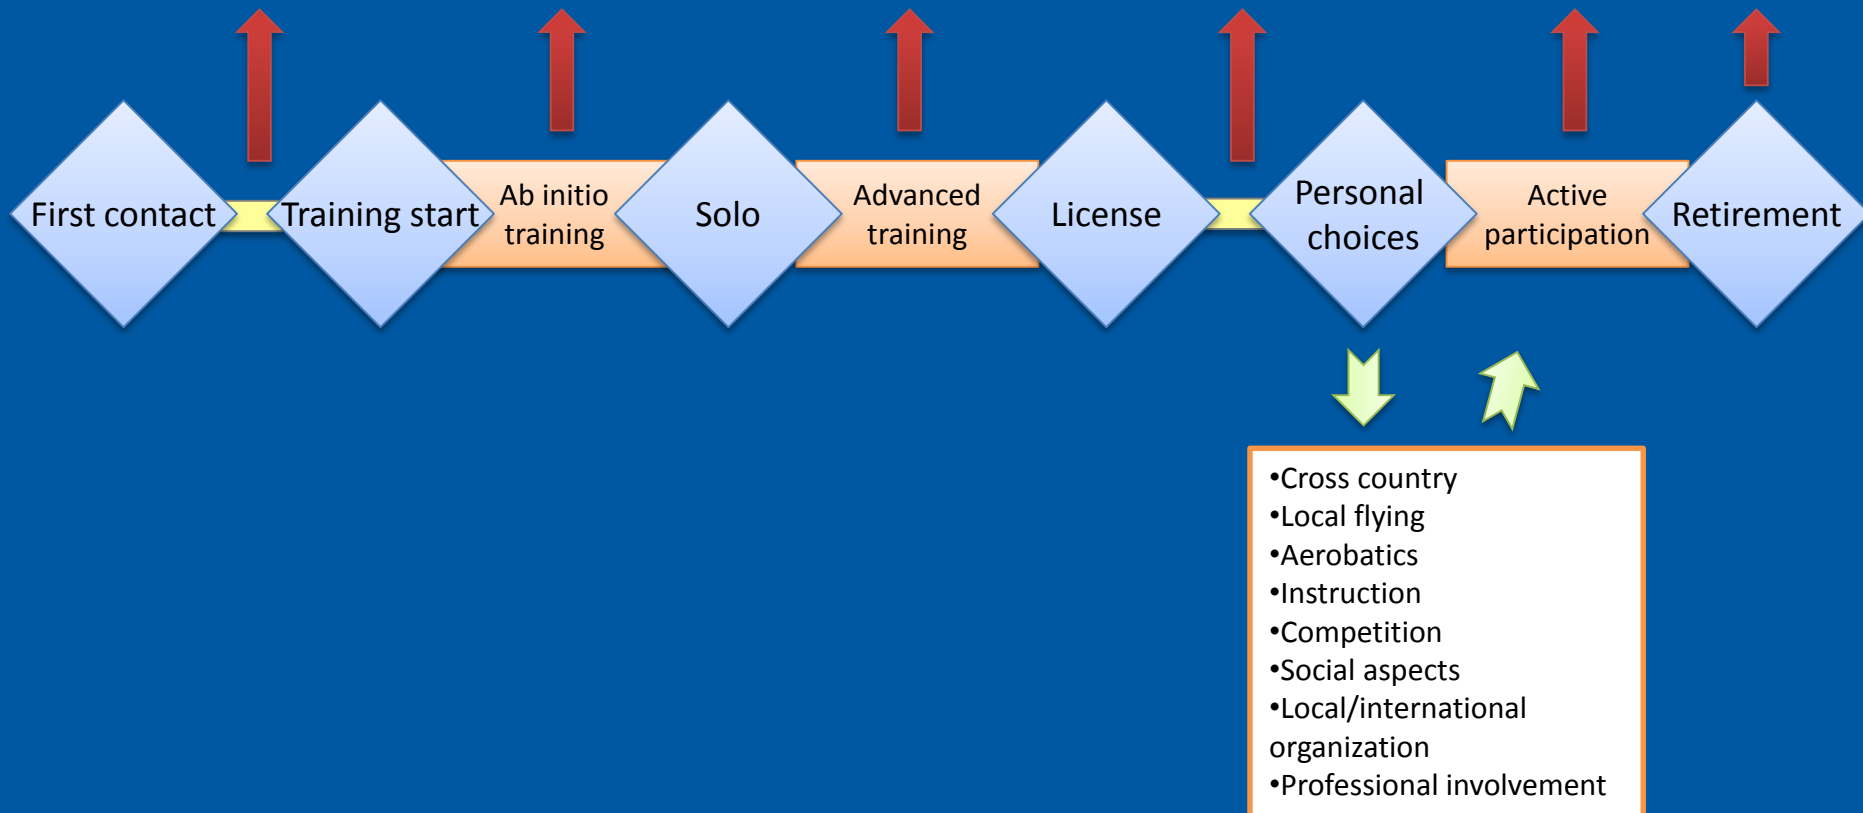 First contact
Training start
Ab initio
training
Solo
Advanced
training
License
Personal
choices
Active
participation
Retirement
•Cross country
•Local flying
•Aerobatics
•Instruction
•Competition
•Social aspects
•Local/international
organization
•Professional involvement